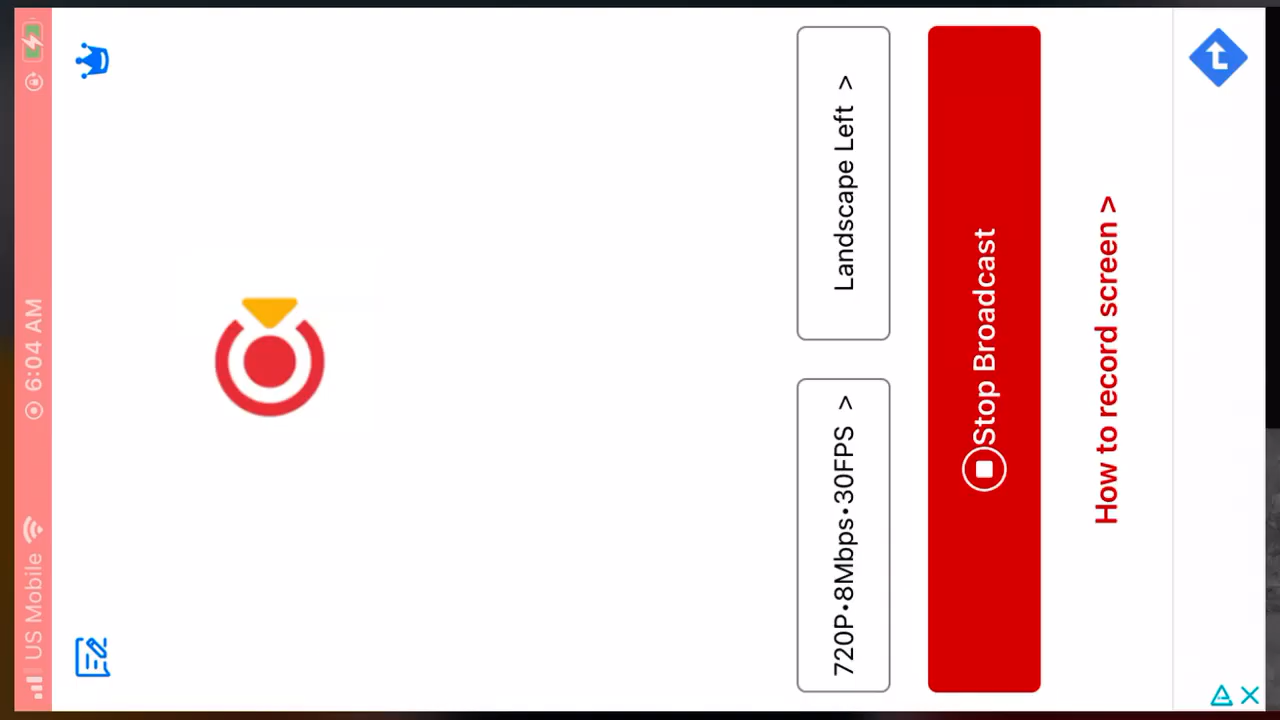 US Mobile 6:04 AM
720P•8Mbps•30FPS >
Landscape Left >
Stop Broadcast
How to record screen >